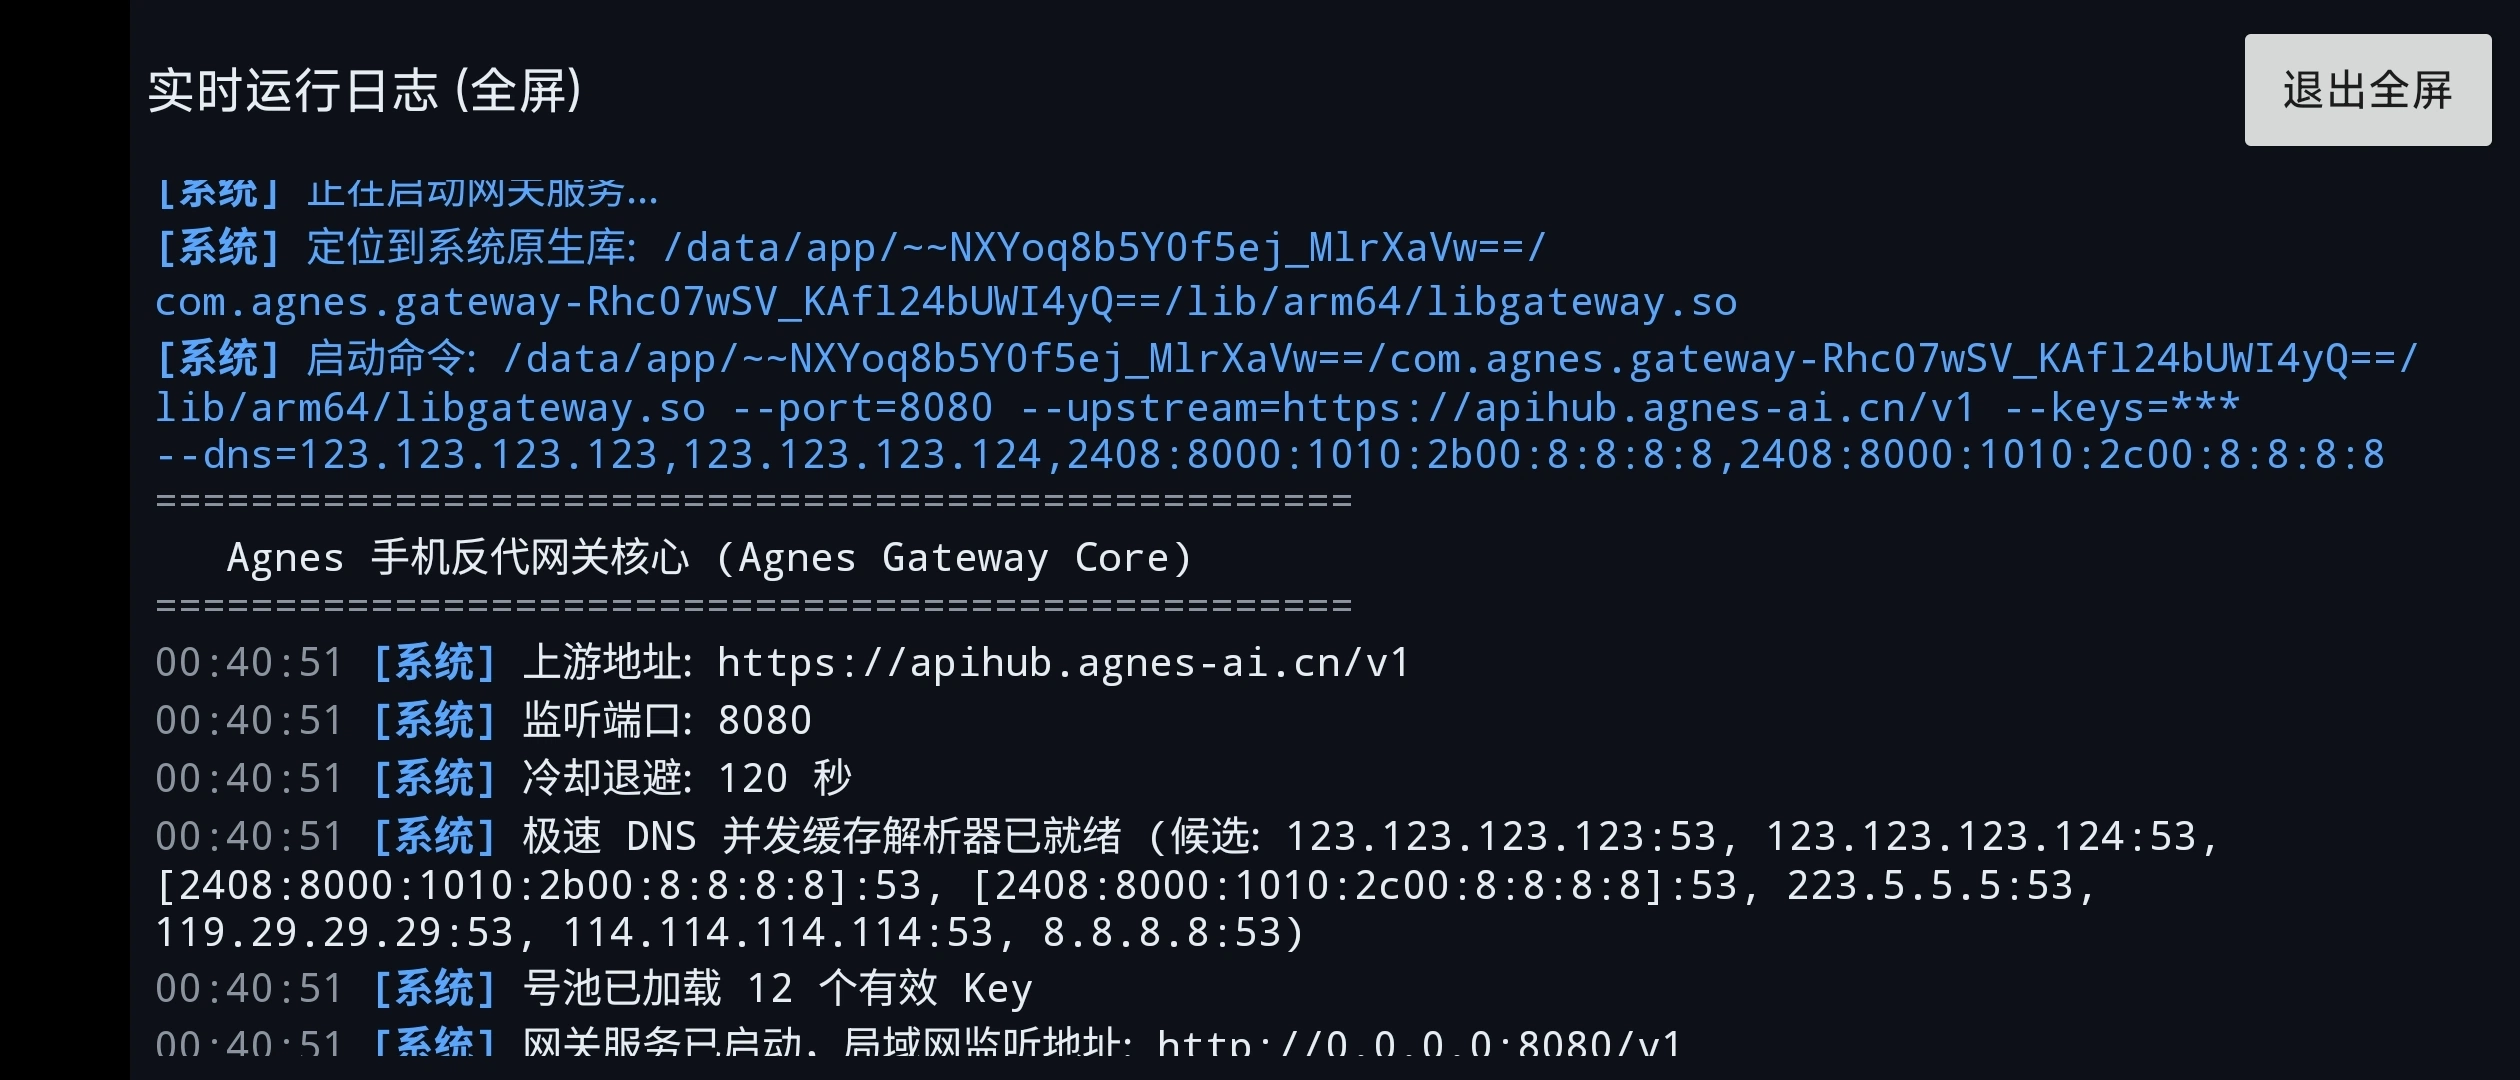 实时运行日志 (全屏)
退出全屏
[系统] 正在启动网关服务...
[系统] 定位到系统原生库: /data/app/~~NXYoq8b5Y0f5ej_MlrXaVw==/
com.agnes.gateway-Rhc07wSV_KAfl24bUWI4yQ==/lib/arm64/libgateway.so
[系统] 启动命令: /data/app/~~NXYoq8b5Y0f5ej_MlrXaVw==/com.agnes.gateway-Rhc07wSV_KAfl24bUWI4yQ==/
lib/arm64/libgateway.so --port=8080 --upstream=https://apihub.agnes-ai.cn/v1 --keys=***
--dns=123.123.123.123,123.123.123.124,2408:8000:1010:2b00:8:8:8:8,2408:8000:1010:2c00:8:8:8:8
==================================================
Agnes 手机反代网关核心 (Agnes Gateway Core)
==================================================
00:40:51 [系统] 上游地址: https://apihub.agnes-ai.cn/v1
00:40:51 [系统] 监听端口: 8080
00:40:51 [系统] 冷却退避: 120 秒
00:40:51 [系统] 极速 DNS 并发缓存解析器已就绪 (候选: 123.123.123.123:53, 123.123.123.124:53,
[2408:8000:1010:2b00:8:8:8:8]:53, [2408:8000:1010:2c00:8:8:8:8]:53, 223.5.5.5:53,
119.29.29.29:53, 114.114.114.114:53, 8.8.8.8:53)
00:40:51 [系统] 号池已加载 12 个有效 Key
00:40:51 [系统] 网关服务已启动，局域网监听地址: http://0.0.0.0:8080/v1